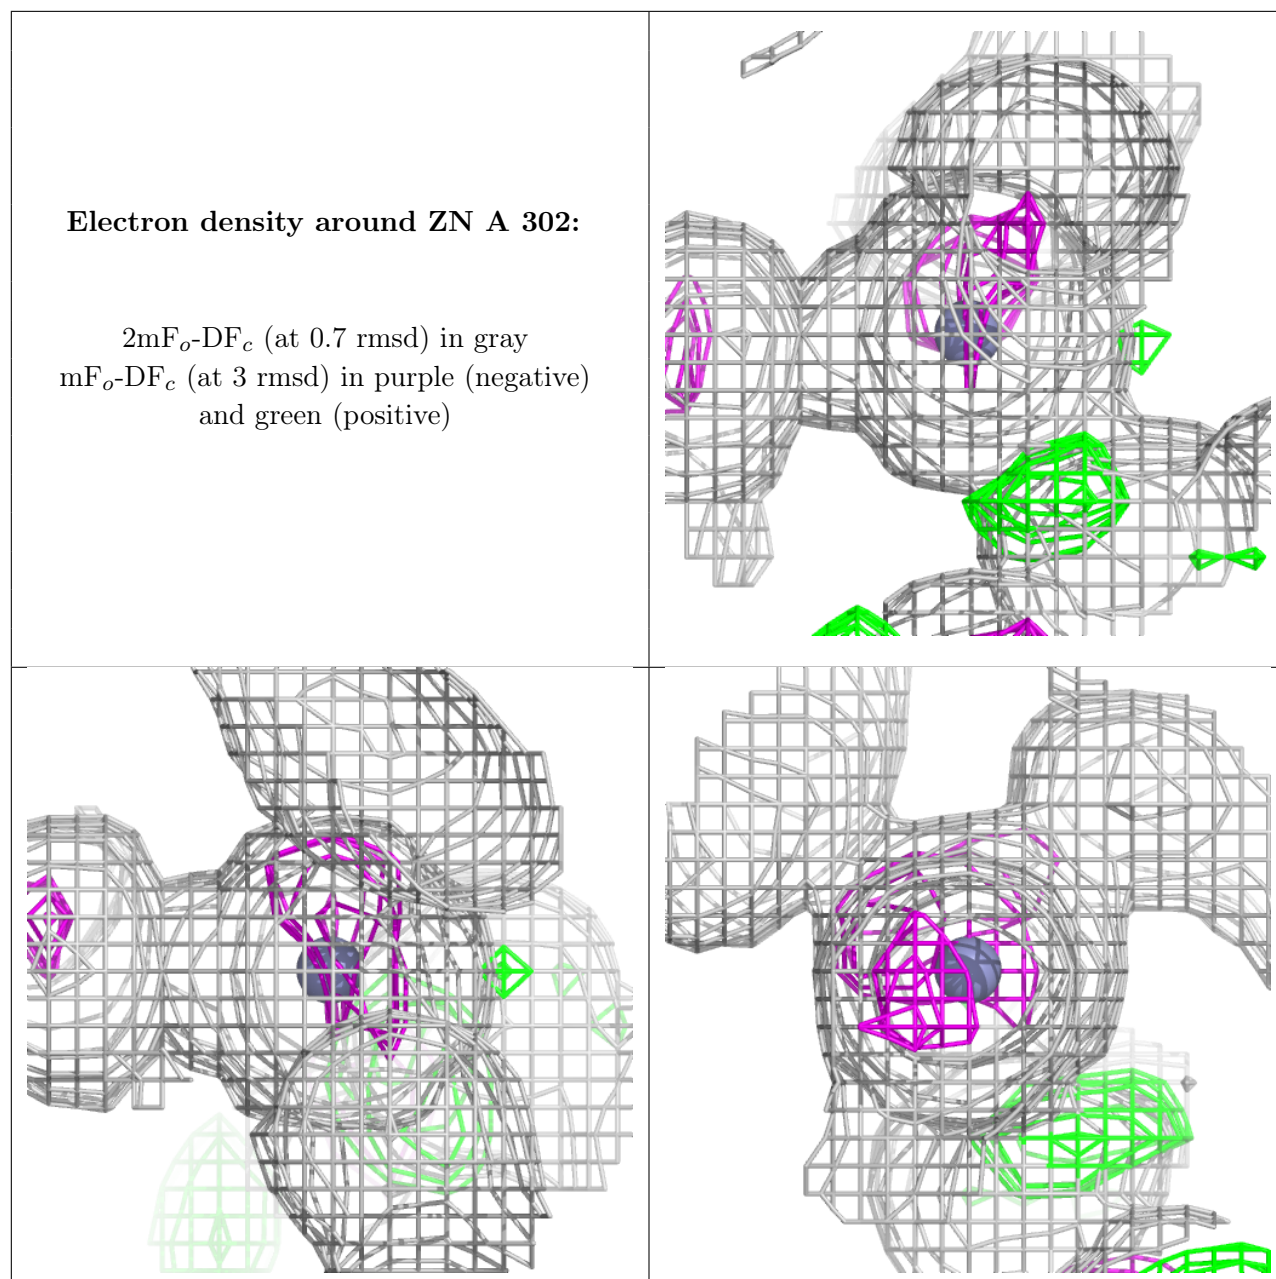 Electron density around ZN A 302:
2mFo-DFc (at 0.7 rmsd) in gray
mFo-DFc (at 3 rmsd) in purple (negative)
and green (positive)